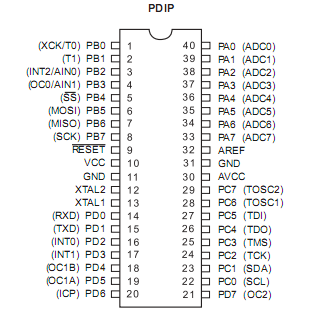 PDIP
(XCK/T0) PB0 1 40 PA0 (ADC0)
(T1) PB1 2 39 PA1 (ADC1)
(INT2/AIN0) PB2 3 38 PA2 (ADC2)
(OC0/AIN1) PB3 4 37 PA3 (ADC3)
(SS) PB4 5 36 PA4 (ADC4)
(MOSI) PB5 6 35 PA5 (ADC5)
(MISO) PB6 7 34 PA6 (ADC6)
(SCK) PB7 8 33 PA7 (ADC7)
RESET 9 32 AREF
VCC 10 31 GND
GND 11 30 AVCC
XTAL2 12 29 PC7 (TOSC2)
XTAL1 13 28 PC6 (TOSC1)
(RXD) PD0 14 27 PC5 (TDI)
(TXD) PD1 15 26 PC4 (TDO)
(INT0) PD2 16 25 PC3 (TMS)
(INT1) PD3 17 24 PC2 (TCK)
(OC1B) PD4 18 23 PC1 (SDA)
(OC1A) PD5 19 22 PC0 (SCL)
(ICP) PD6 20 21 PD7 (OC2)